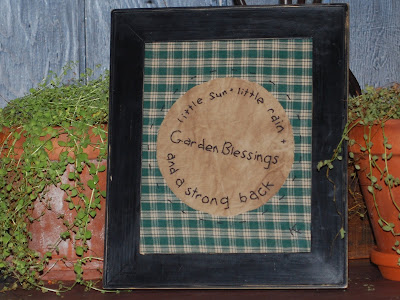 little sun + little rain +
Garden Blessings
and a strong back
K